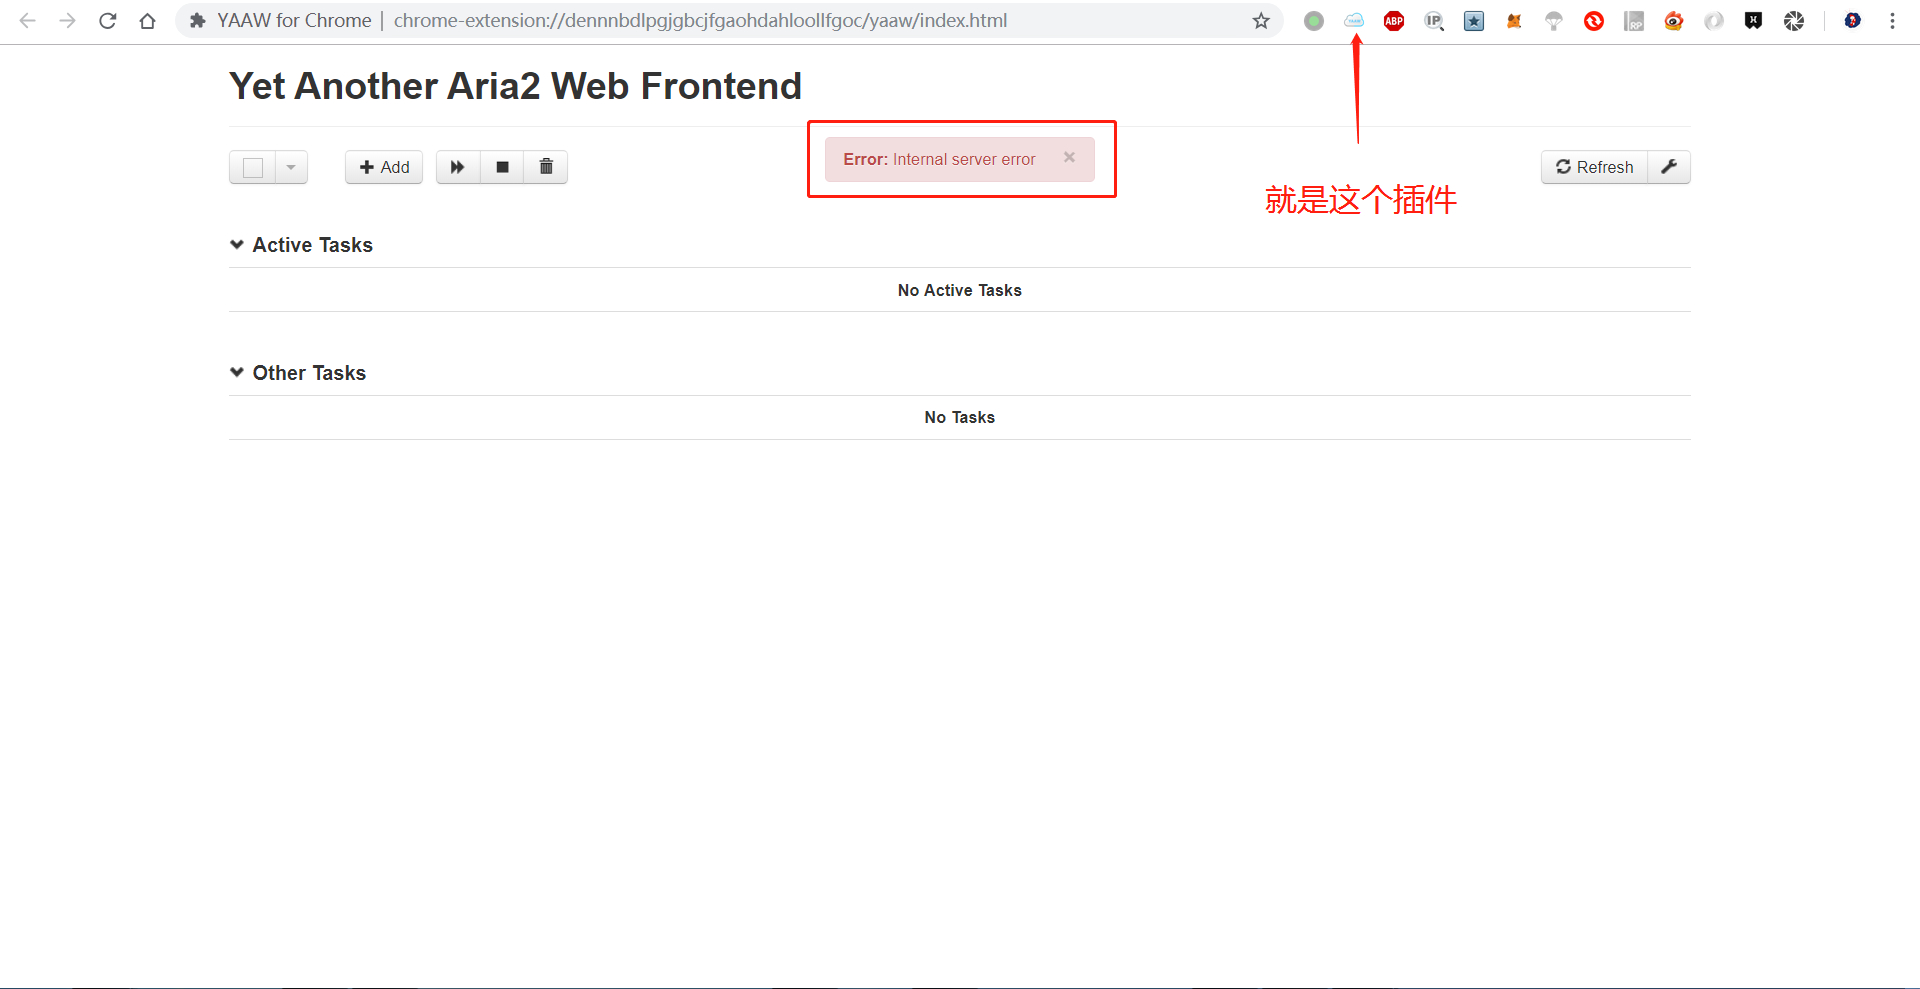 YAAW for Chrome | chrome-extension://dennnbdlpgjgbcjfgaohdahloollfgoc/yaaw/index.html
ABP
IP
RP
Yet Another Aria2 Web Frontend
Add
Error: Internal server error ×
Refresh
就是这个插件
Active Tasks
No Active Tasks
Other Tasks
No Tasks